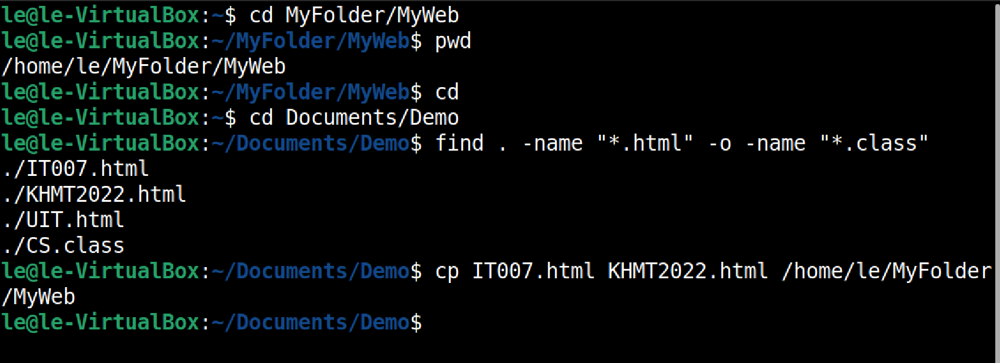 le@le-VirtualBox:~$ cd MyFolder/MyWeb
le@le-VirtualBox:~/MyFolder/MyWeb$ pwd
/home/le/MyFolder/MyWeb
le@le-VirtualBox:~/MyFolder/MyWeb$ cd
le@le-VirtualBox:~$ cd Documents/Demo
le@le-VirtualBox:~/Documents/Demo$ find . -name "*.html" -o -name "*.class"
./IT007.html
./KHMT2022.html
./UIT.html
./CS.class
le@le-VirtualBox:~/Documents/Demo$ cp IT007.html KHMT2022.html /home/le/MyFolder
/MyWeb
le@le-VirtualBox:~/Documents/Demo$